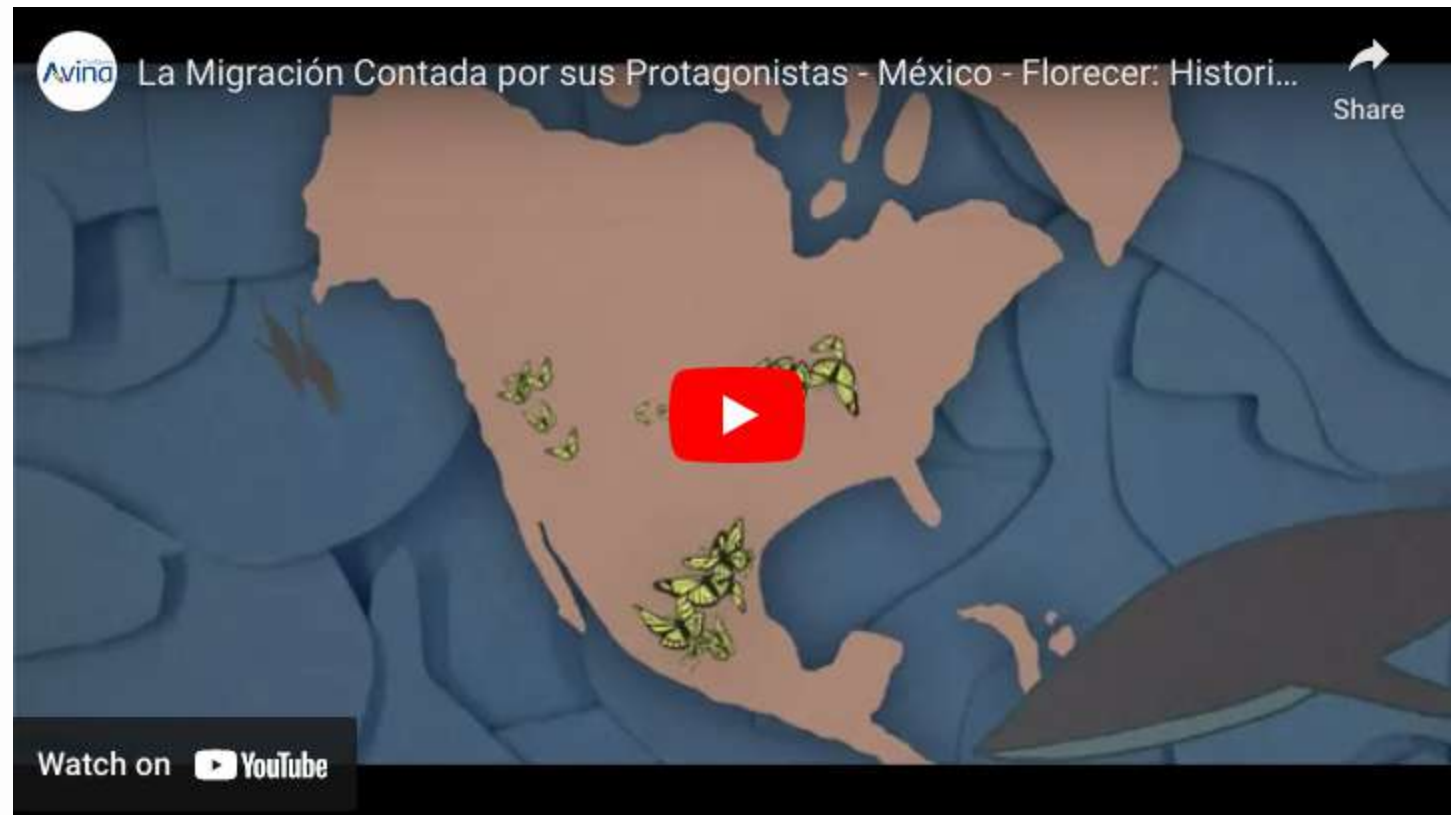 Avina
La Migración Contada por sus Protagonistas - México - Florecer: Histori...
Share
Watch on YouTube